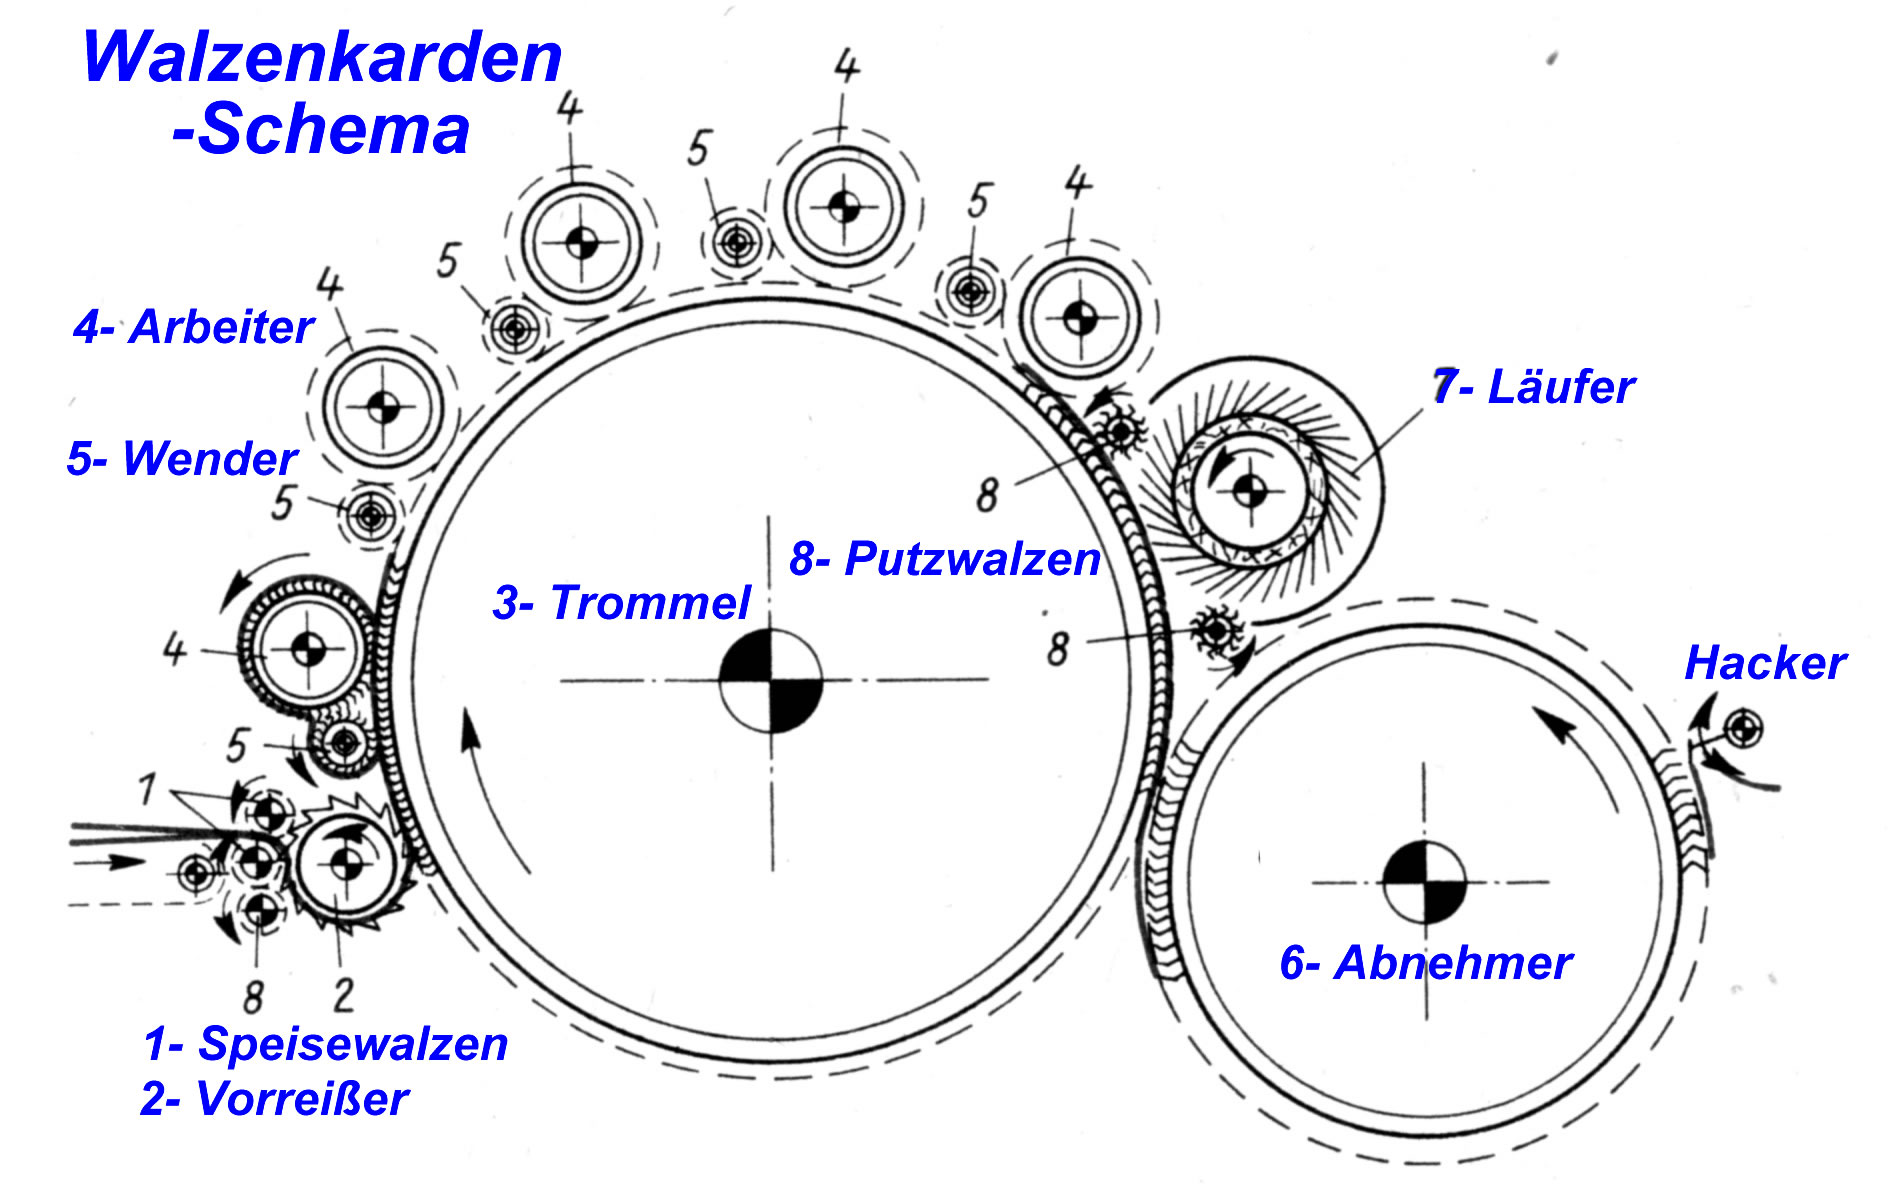 Walzenkarden
-Schema
4
4
5
5
4
5
4
4- Arbeiter
7- Läufer
5- Wender
5
8
8- Putzwalzen
3- Trommel
4
8
Hacker
5
1
6- Abnehmer
8
2
1- Speisewalzen
2- Vorreißer